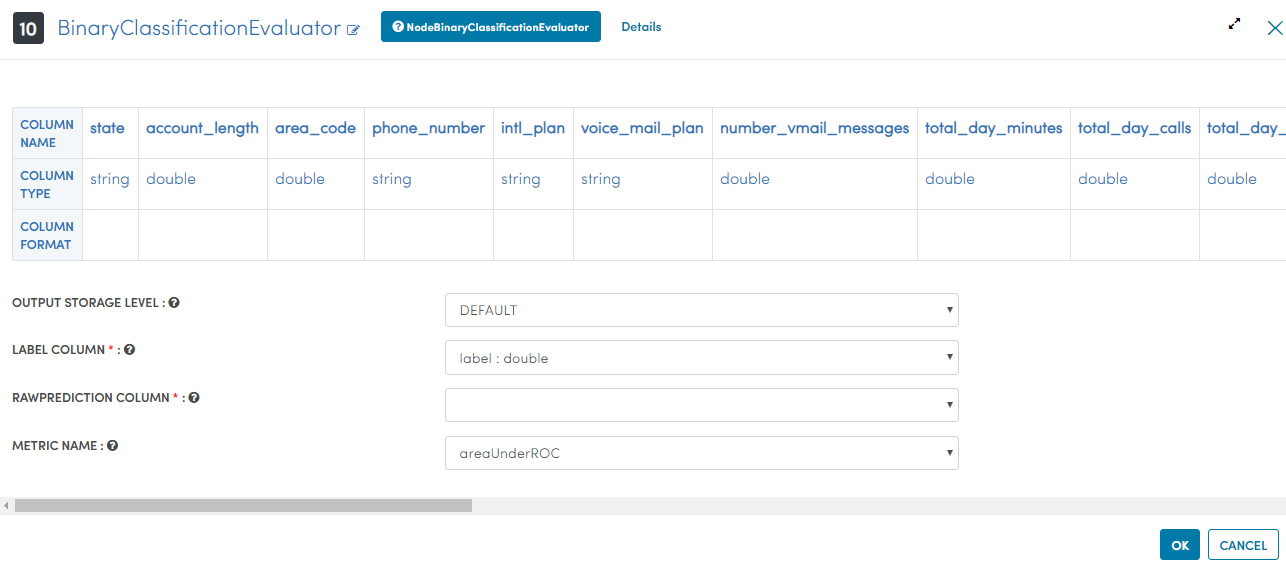 10 BinaryClassificationEvaluator NodeBinaryClassificationEvaluator Details
COLUMN NAME state account_length area_code phone_number intl_plan voice_mail_plan number_vmail_messages total_day_minutes total_day_calls total_day_
COLUMN TYPE string double double string string string double double double double
COLUMN FORMAT
OUTPUT STORAGE LEVEL : DEFAULT
LABEL COLUMN * : label : double
RAWPREDICTION COLUMN * :
METRIC NAME : areaUnderROC
OK CANCEL